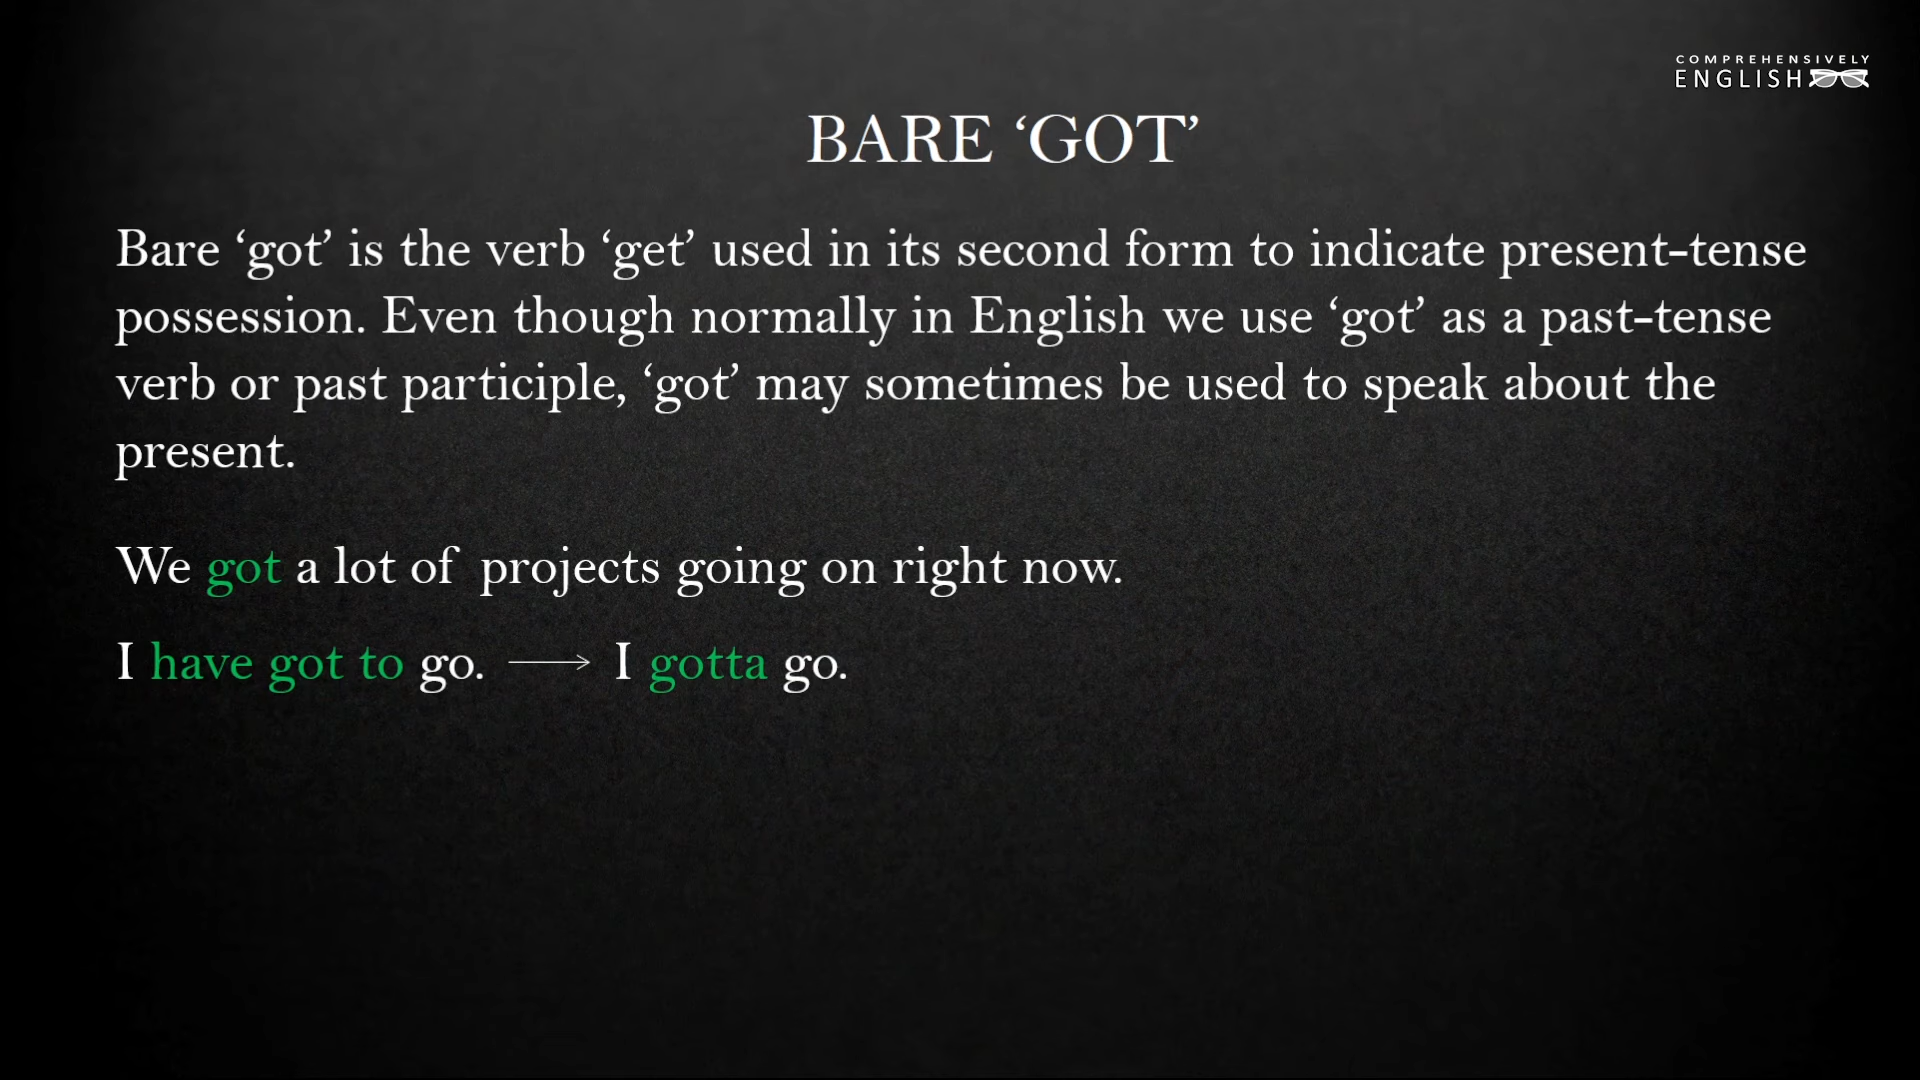 COMPREHENSIVELY
ENGLISH
BARE ‘GOT’
Bare ‘got’ is the verb ‘get’ used in its second form to indicate present-tense
possession. Even though normally in English we use ‘got’ as a past-tense
verb or past participle, ‘got’ may sometimes be used to speak about the
present.
We got a lot of projects going on right now.
I have got to go. ⟶ I gotta go.